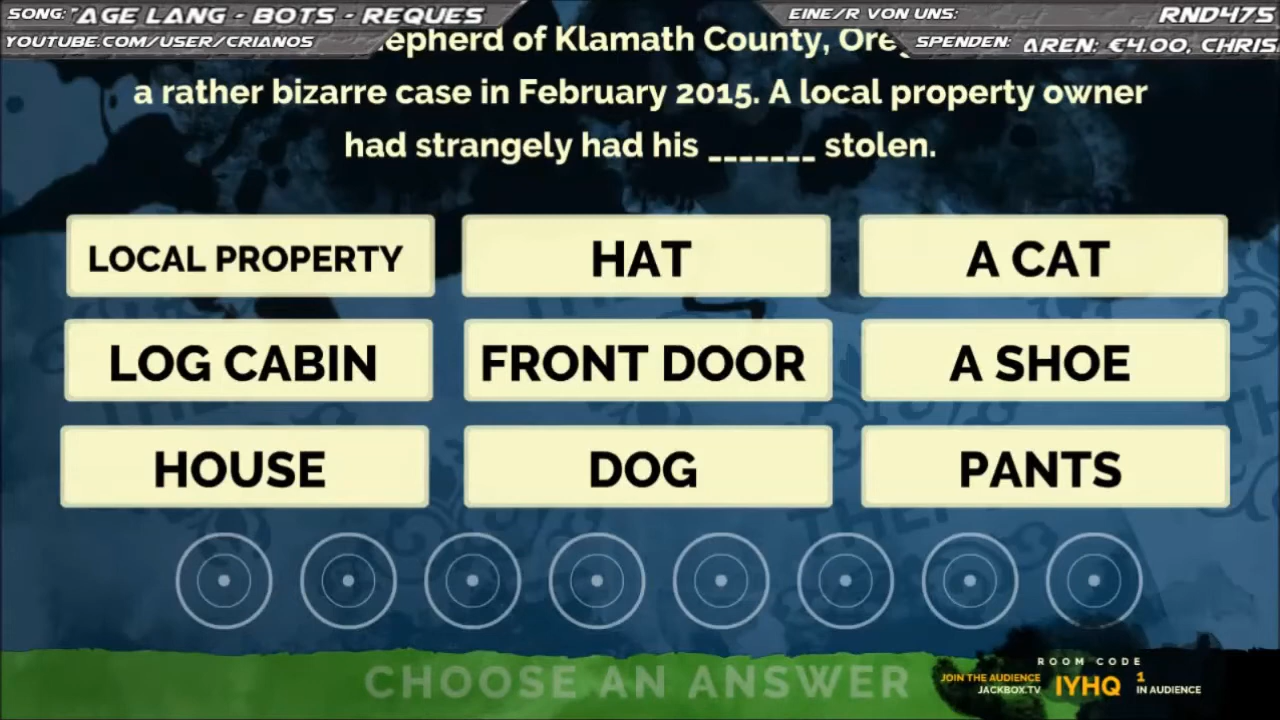 SONG: "AGE LANG - BOTS - REQUES
EINE/R VON UNS:
RND47S
YOUTUBE.COM/USER/CRIANOS
epherd of Klamath County, Ore
SPENDEN: AREN: €4.00, CHRIS
a rather bizarre case in February 2015. A local property owner
had strangely had his _______ stolen.
LOCAL PROPERTY
HAT
A CAT
LOG CABIN
FRONT DOOR
A SHOE
HOUSE
DOG
PANTS
CHOOSE AN ANSWER
ROOM CODE
JOIN THE AUDIENCE
JACKBOX.TV
IYHQ
1
IN AUDIENCE